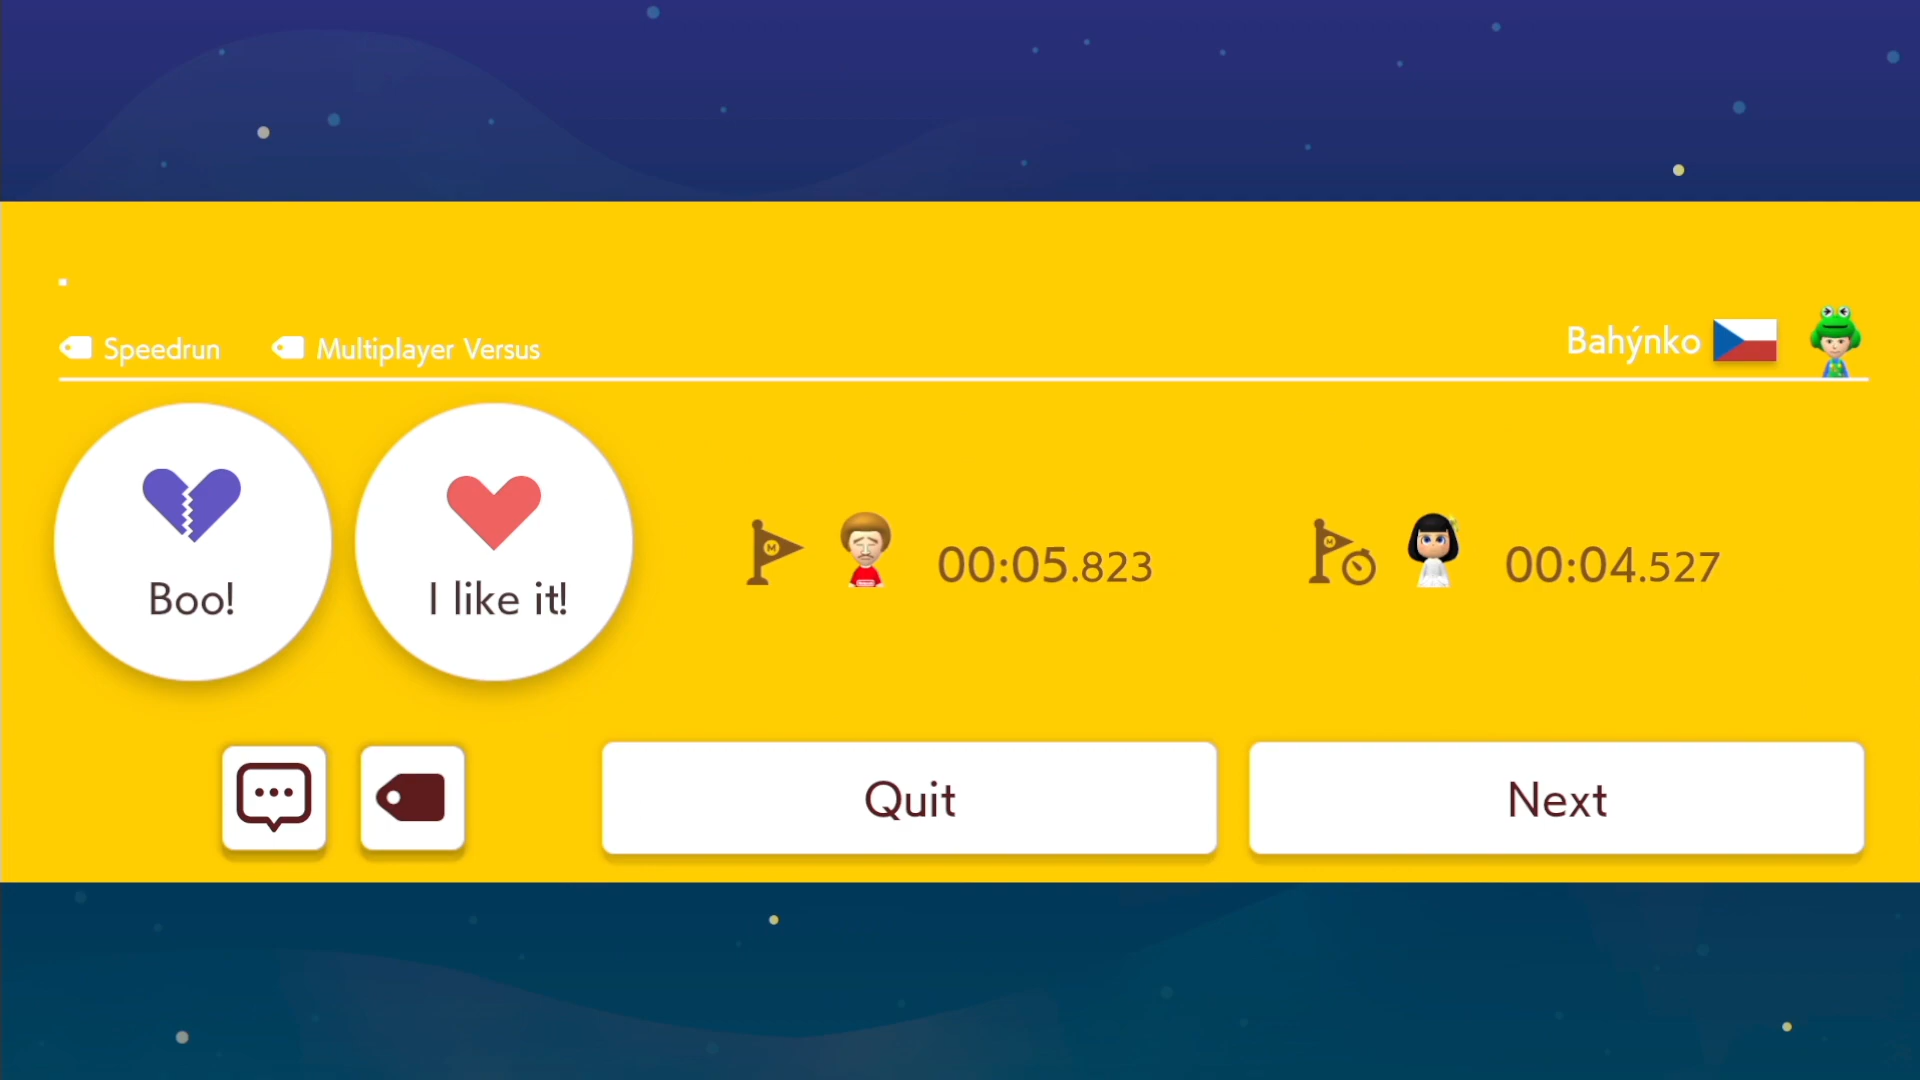 .
Speedrun Multiplayer Versus
Bahýnko
Boo!
I like it!
M 00:05.823
M 00:04.527
Quit
Next